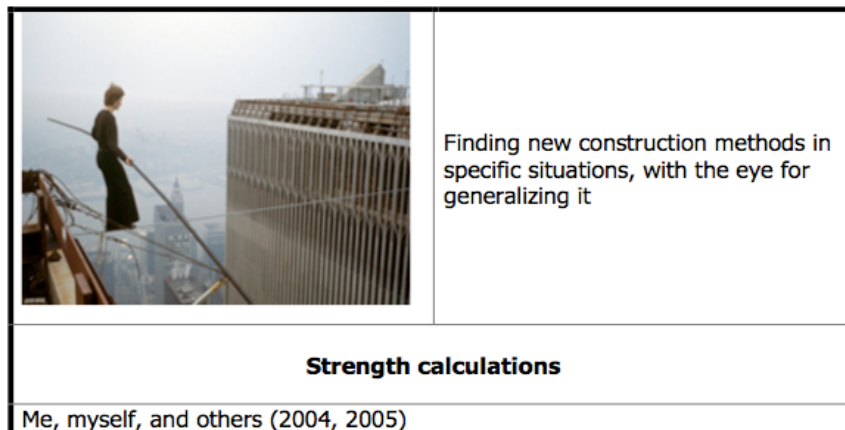 Finding new construction methods in
specific situations, with the eye for
generalizing it
Strength calculations
Me, myself, and others (2004, 2005)